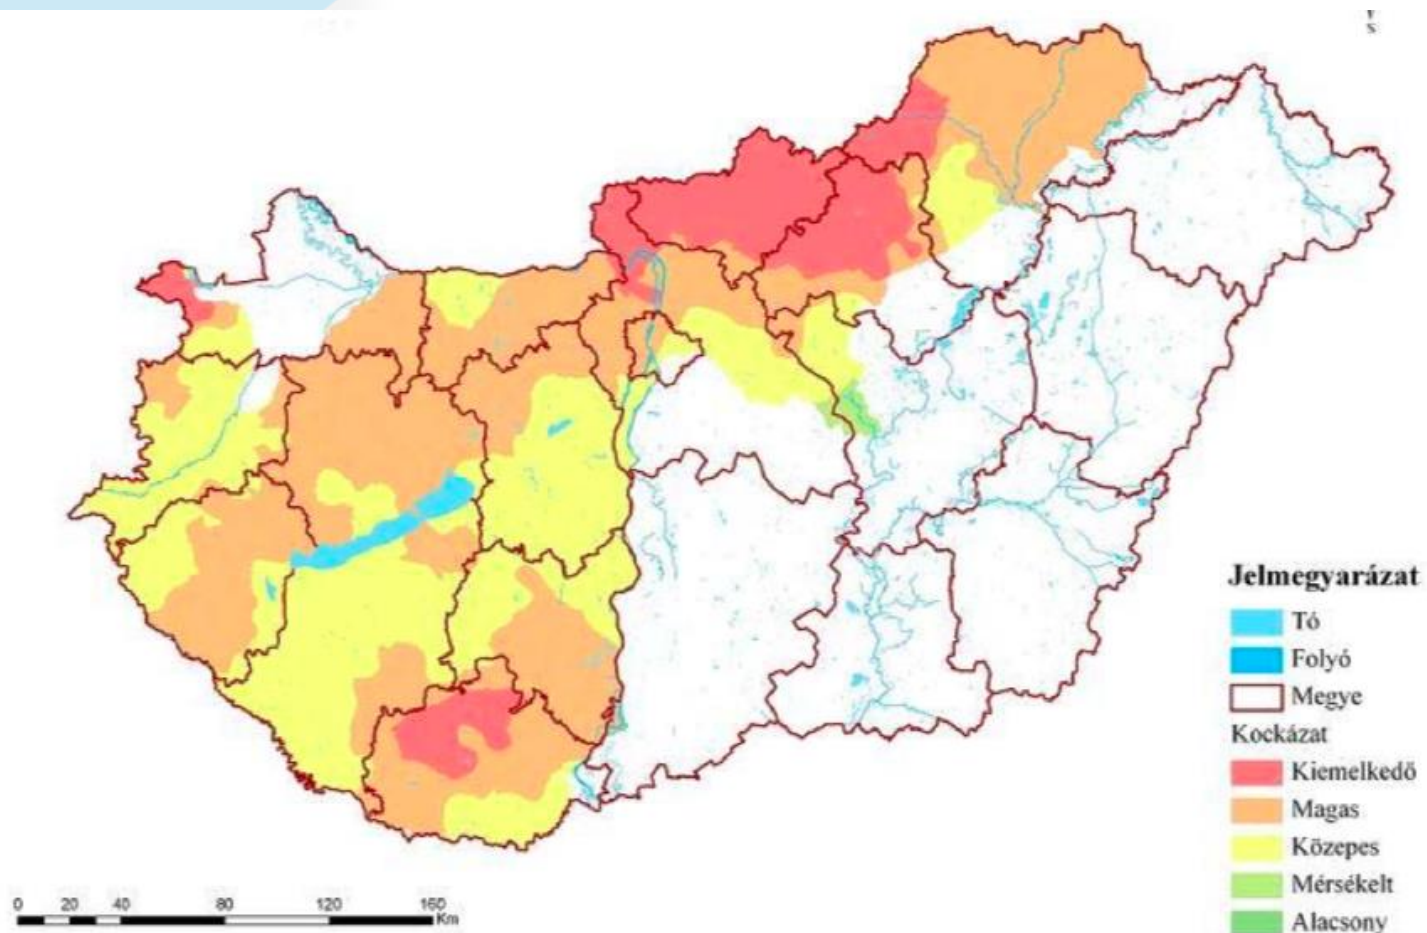 S
Jelmegyarázat
Tó
Folyó
Megye
Kockázat
Kiemelkedő
Magas
Közepes
Mérsékelt
Alacsony
0 20 40 80 120 160
Km